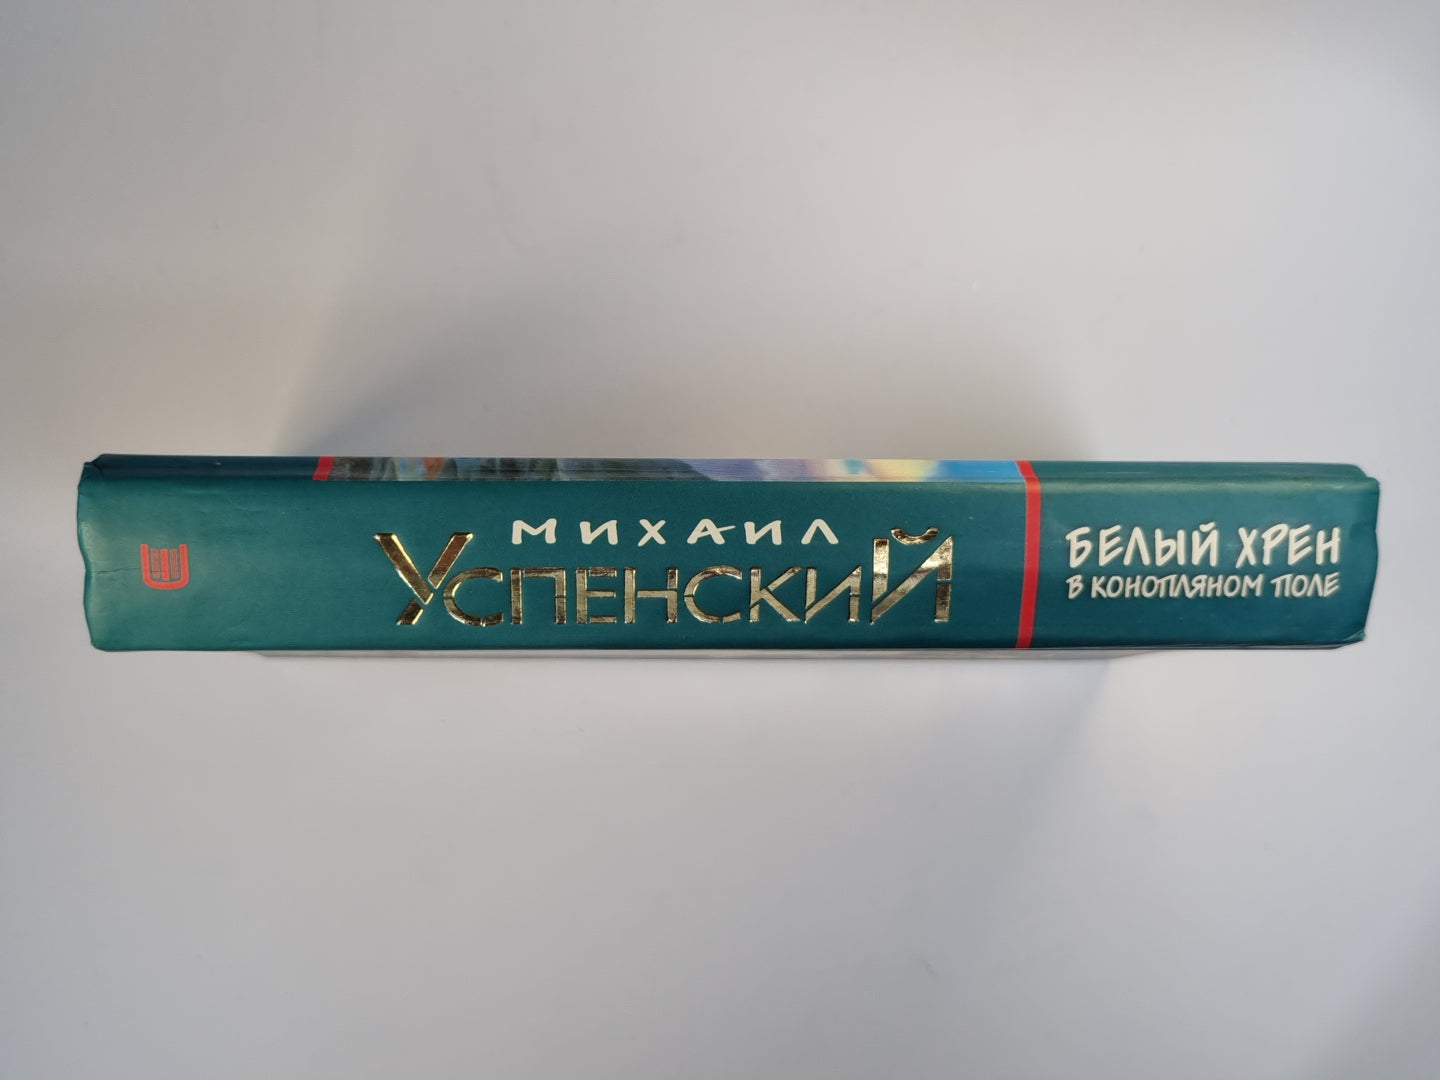 МИХАИЛ
УСПЕНСКИЙ
БЕЛЫЙ ХРЕН
В КОНОПЛЯНОМ ПОЛЕ